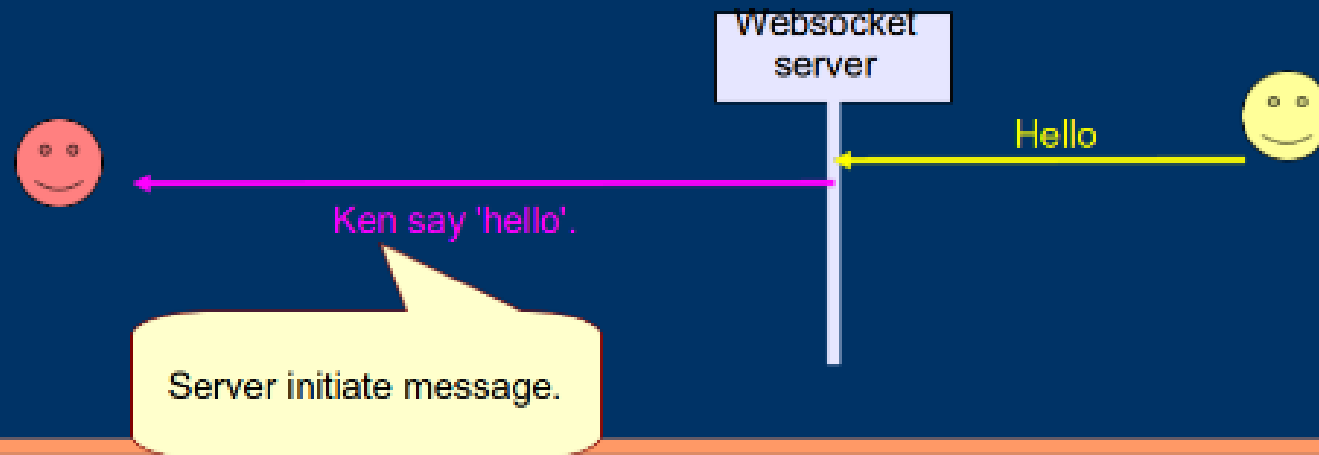 Websocket
server
Hello
Ken say 'hello'.
Server initiate message.